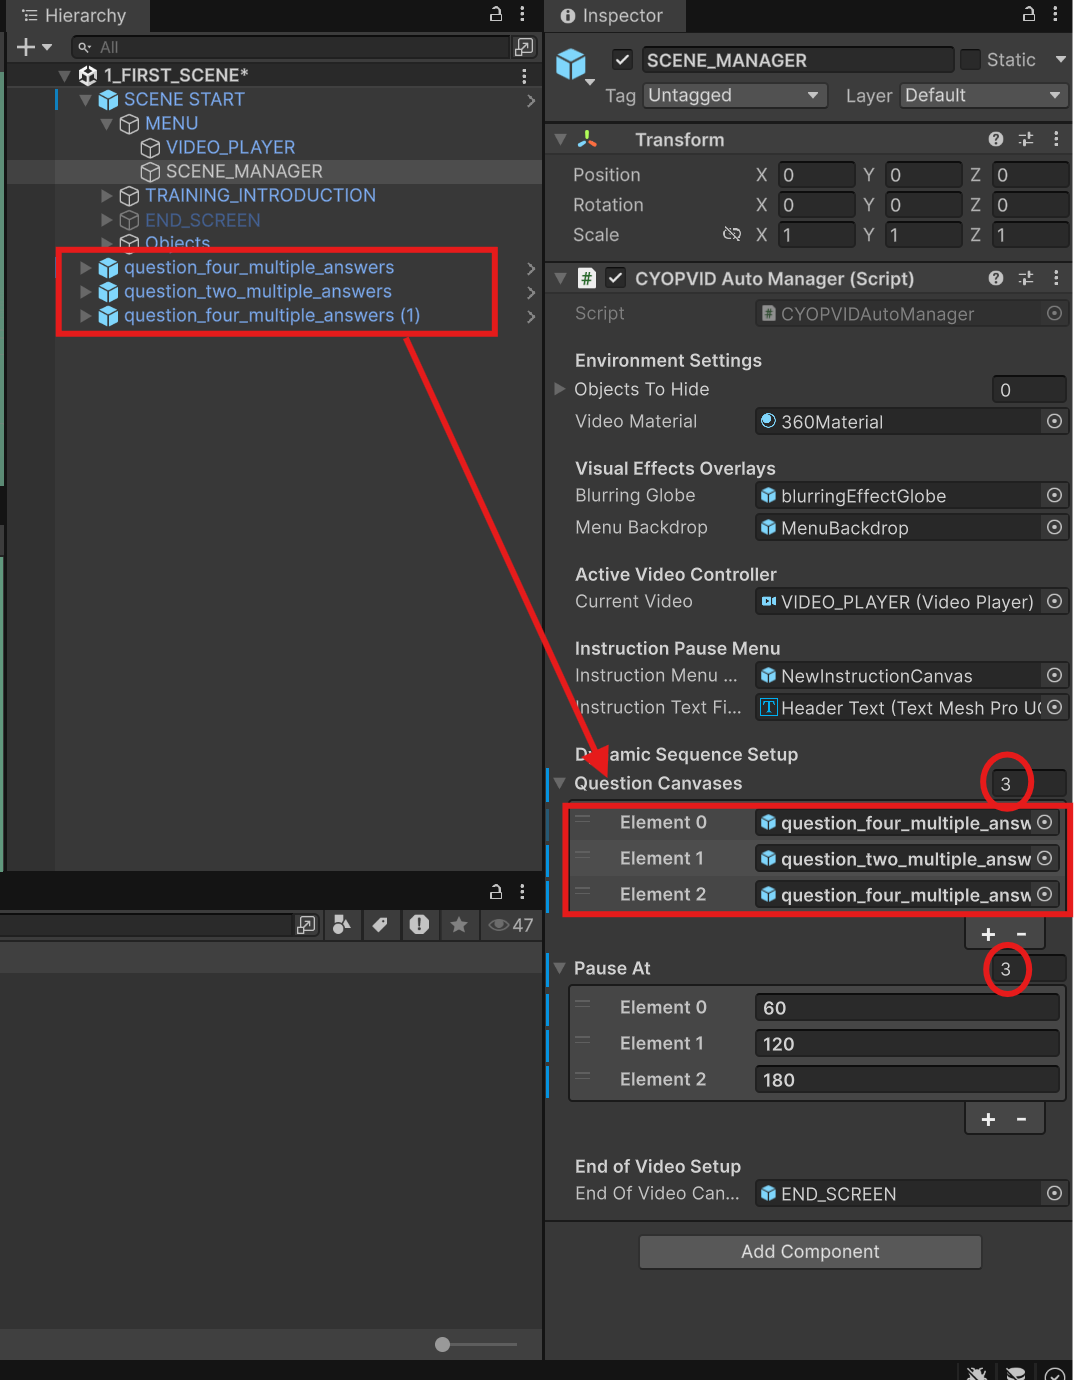 Hierarchy
All
1_FIRST_SCENE*
SCENE START
MENU
VIDEO_PLAYER
SCENE_MANAGER
TRAINING_INTRODUCTION
END_SCREEN
Objects
question_four_multiple_answers
question_two_multiple_answers
question_four_multiple_answers (1)
47
Inspector
SCENE_MANAGER
Static
Tag Untagged Layer Default
Transform
Position X 0 Y 0 Z 0
Rotation X 0 Y 0 Z 0
Scale X 1 Y 1 Z 1
# CYOPVID Auto Manager (Script)
Script # CYOPVIDAutoManager
Environment Settings
Objects To Hide 0
Video Material 360Material
Visual Effects Overlays
Blurring Globe blurringEffectGlobe
Menu Backdrop MenuBackdrop
Active Video Controller
Current Video VIDEO_PLAYER (Video Player)
Instruction Pause Menu
Instruction Menu ... NewInstructionCanvas
Instruction Text Fi... T Header Text (Text Mesh Pro U
Dynamic Sequence Setup
Question Canvases 3
Element 0 question_four_multiple_answ
Element 1 question_two_multiple_answ
Element 2 question_four_multiple_answ
+ -
Pause At 3
Element 0 60
Element 1 120
Element 2 180
+ -
End of Video Setup
End Of Video Can... END_SCREEN
Add Component